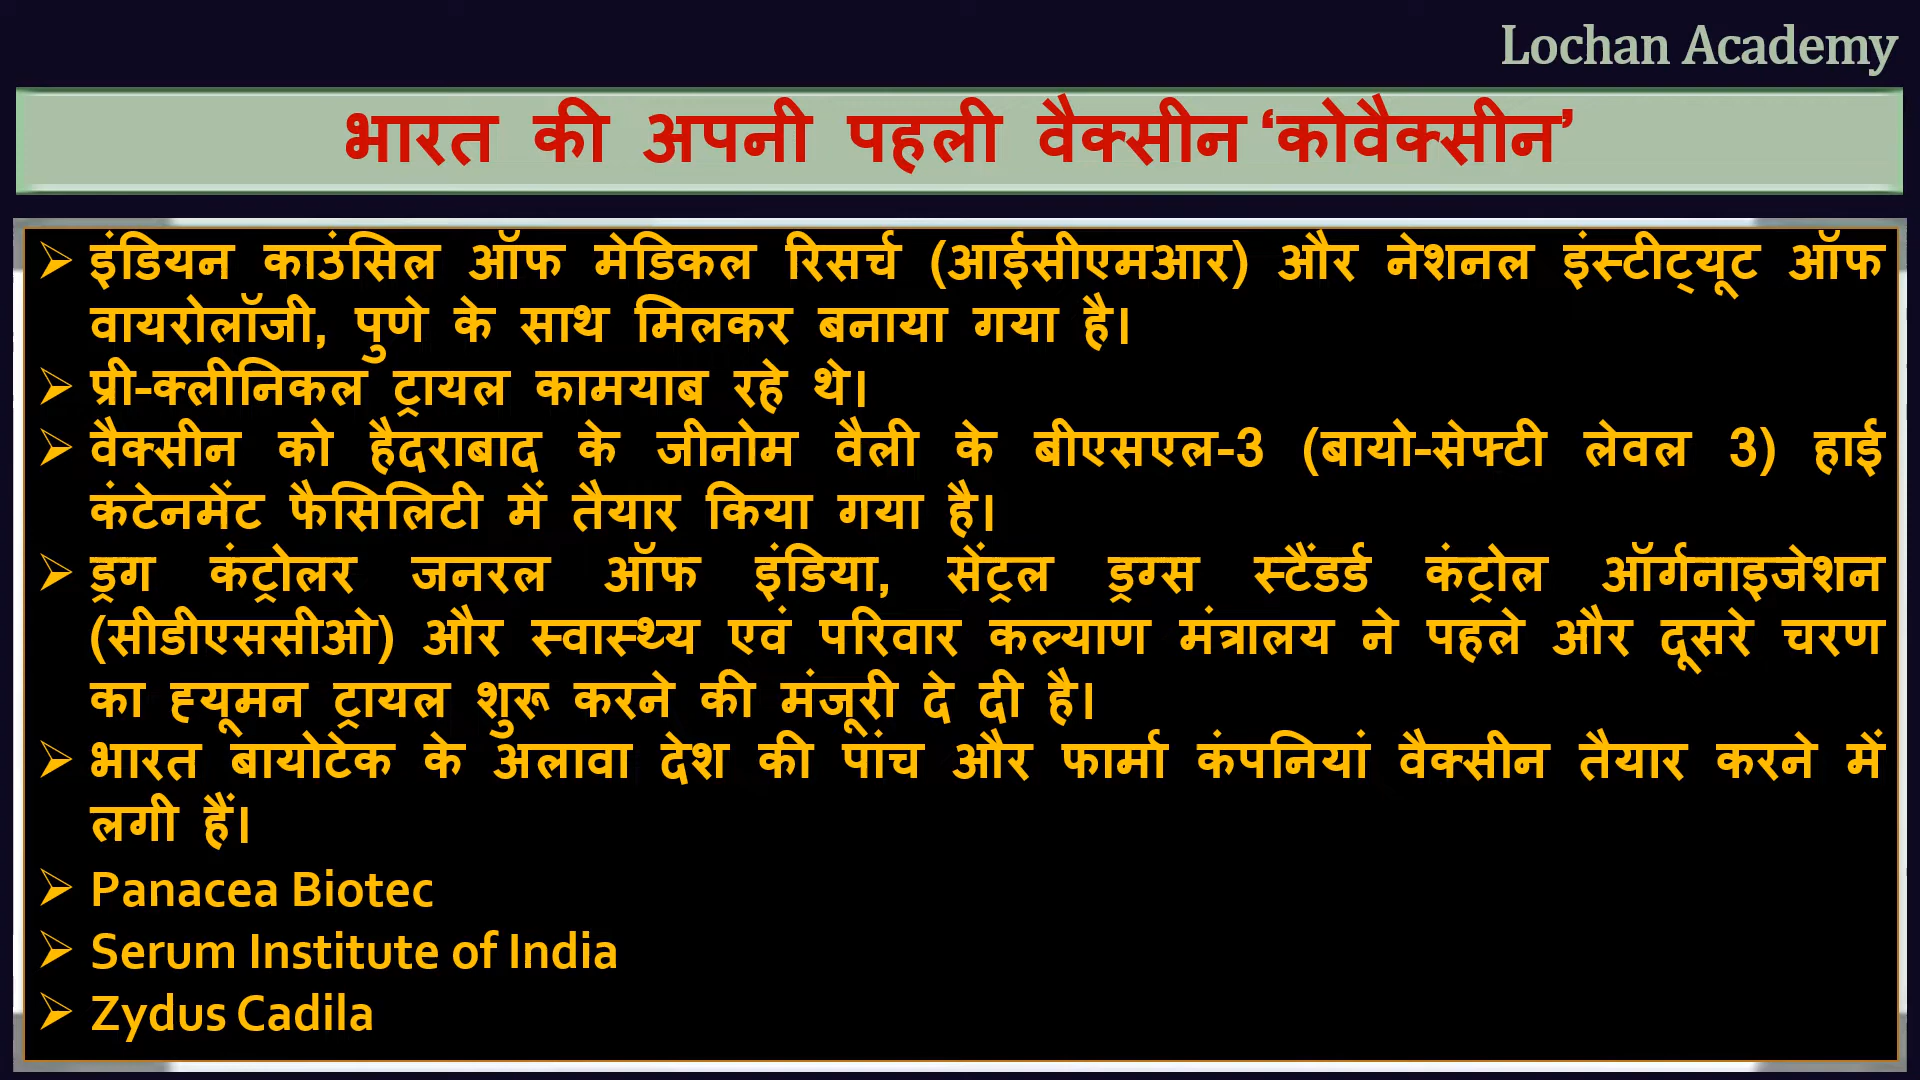 Lochan Academy
भारत की अपनी पहली वैक्सीन ‘कोवैक्सीन’
➢ इंडियन काउंसिल ऑफ मेडिकल रिसर्च (आईसीएमआर) और नेशनल इंस्टीट्यूट ऑफ
वायरोलॉजी, पुणे के साथ मिलकर बनाया गया है।
➢ प्री-क्लीनिकल ट्रायल कामयाब रहे थे।
➢ वैक्सीन को हैदराबाद के जीनोम वैली के बीएसएल-3 (बायो-सेफ्टी लेवल 3) हाई
कंटेनमेंट फैसिलिटी में तैयार किया गया है।
➢ ड्रग कंट्रोलर जनरल ऑफ इंडिया, सेंट्रल ड्रग्स स्टैंडर्ड कंट्रोल ऑर्गनाइजेशन
(सीडीएससीओ) और स्वास्थ्य एवं परिवार कल्याण मंत्रालय ने पहले और दूसरे चरण
का ह्यूमन ट्रायल शुरू करने की मंजूरी दे दी है।
➢ भारत बायोटेक के अलावा देश की पांच और फार्मा कंपनियां वैक्सीन तैयार करने में
लगी हैं।
➢ Panacea Biotec
➢ Serum Institute of India
➢ Zydus Cadila